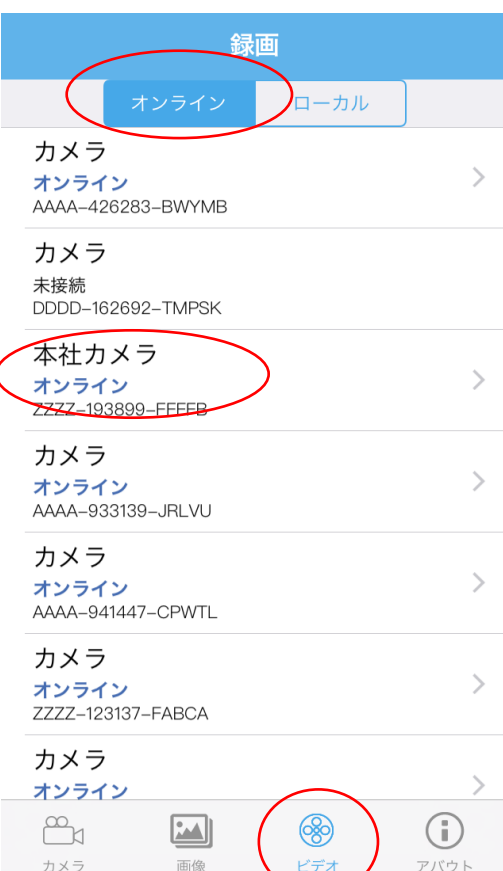 録画
オンライン ローカル
カメラ
オンライン
AAAA-426283-BWYMB
カメラ
未接続
DDDD-162692-TMPSK
本社カメラ
オンライン
ZZZZ-193899-FFFFB
カメラ
オンライン
AAAA-933139-JRLVU
カメラ
オンライン
AAAA-941447-CPWTL
カメラ
オンライン
ZZZZ-123137-FABCA
カメラ
オンライン
カメラ 画像 ビデオ アバウト